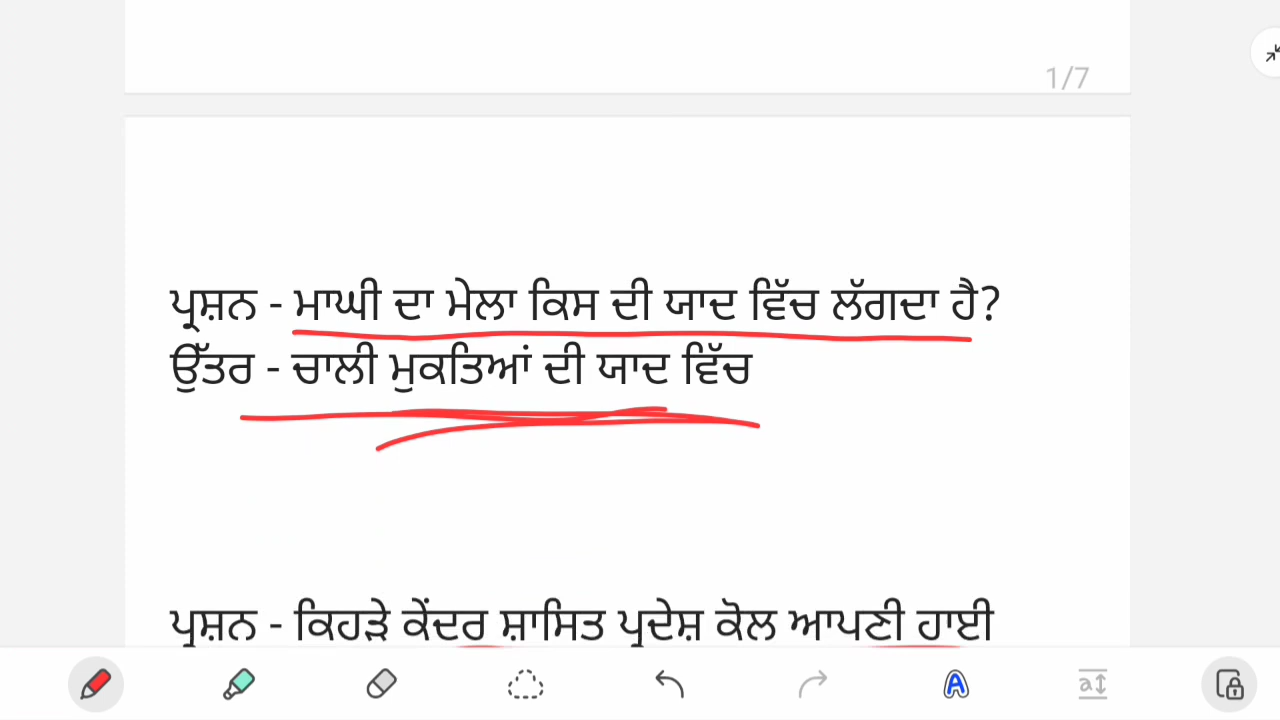 1/7
ਪ੍ਰਸ਼ਨ - ਮਾਘੀ ਦਾ ਮੇਲਾ ਕਿਸ ਦੀ ਯਾਦ ਵਿੱਚ ਲੱਗਦਾ ਹੈ?
ਉੱਤਰ - ਚਾਲੀ ਮੁਕਤਿਆਂ ਦੀ ਯਾਦ ਵਿੱਚ
ਪ੍ਰਸ਼ਨ - ਕਿਹੜੇ ਕੇਂਦਰ ਸ਼ਾਸਿਤ ਪ੍ਰਦੇਸ਼ ਕੋਲ ਆਪਣੀ ਹਾਈ
A a